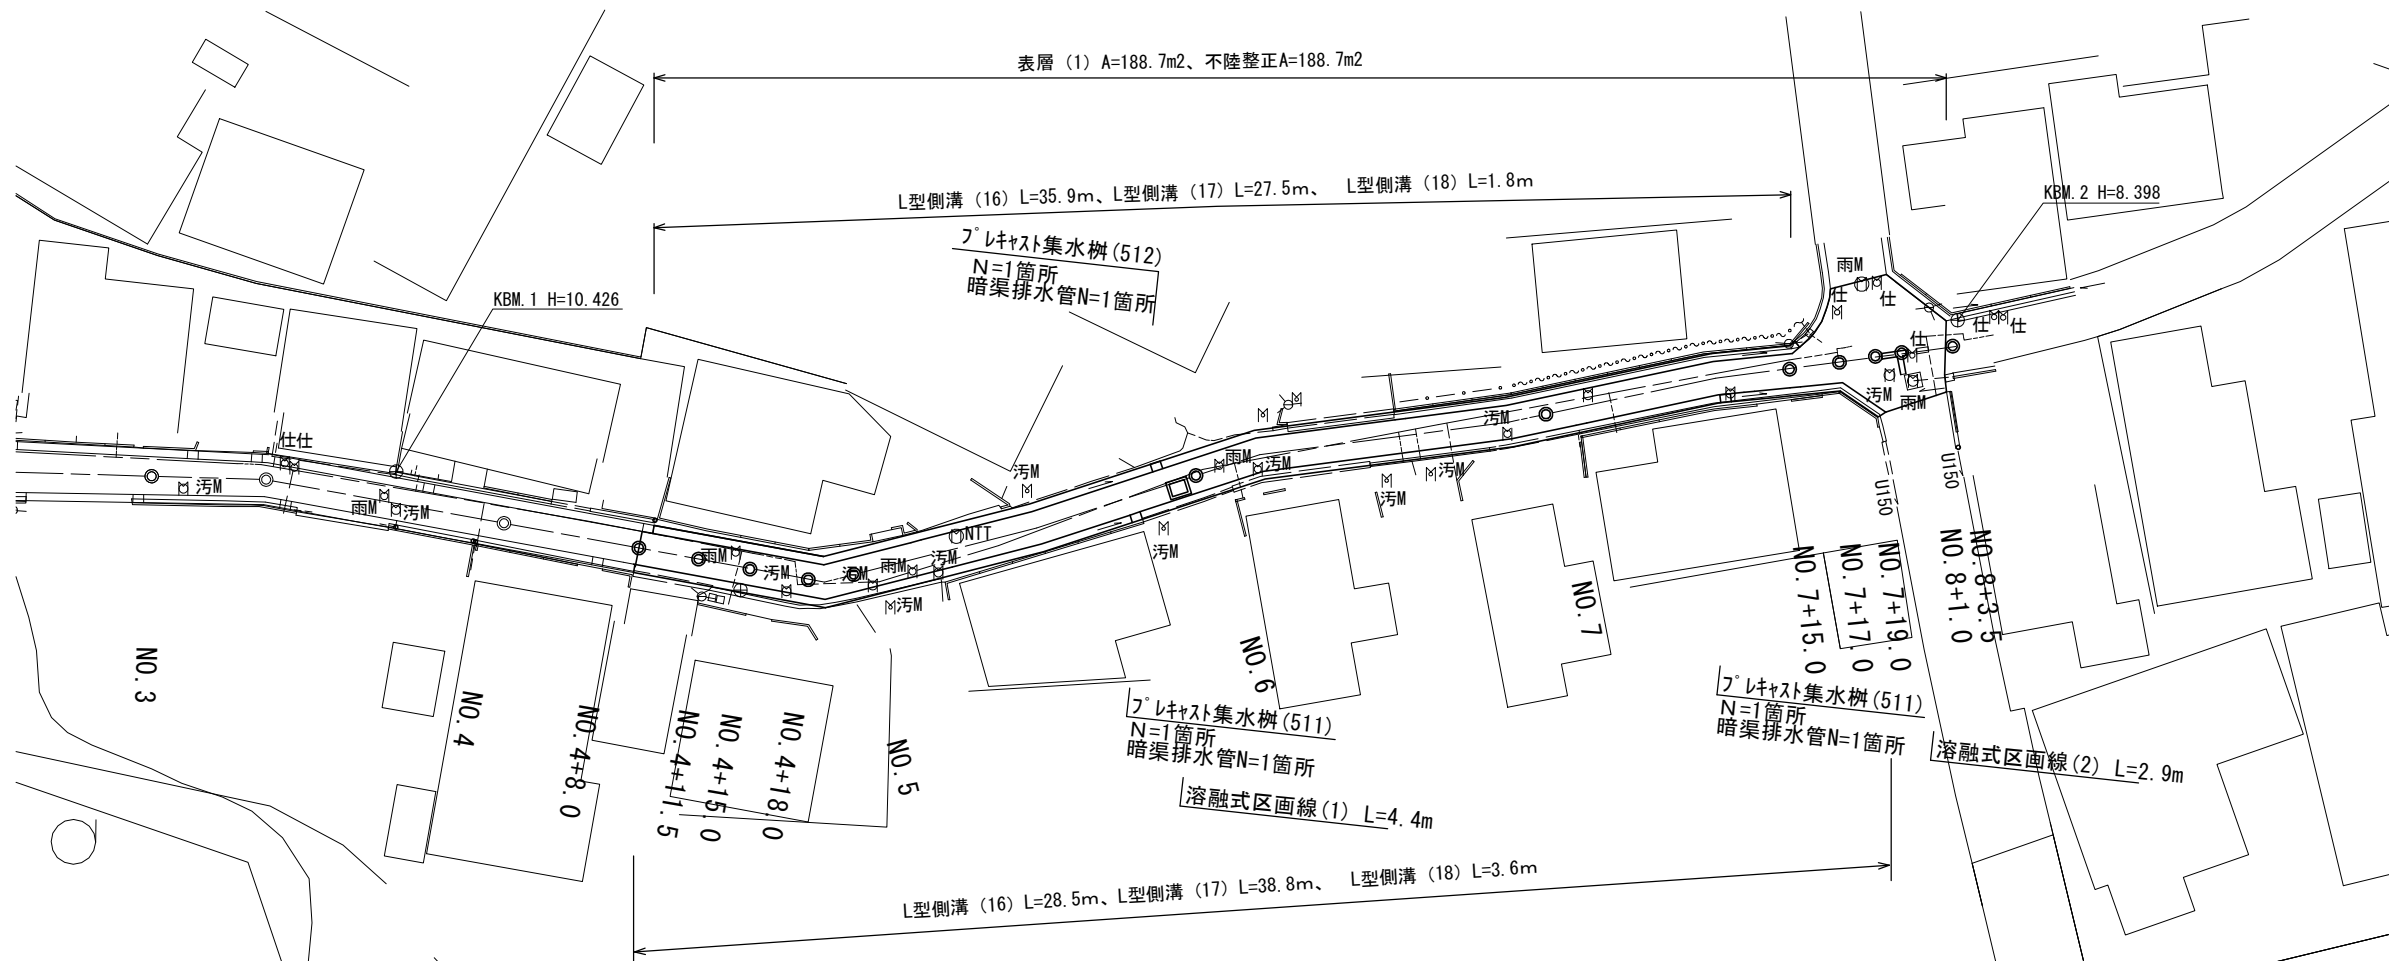 表層（1）A=188.7m2、不陸整正A=188.7m2
L型側溝（16）L=35.9m、L型側溝（17）L=27.5m、　L型側溝（18）L=1.8m
KBM.2 H=8.398
ﾌﾟﾚｷｬｽﾄ集水桝(512)
N=1箇所
暗渠排水管N=1箇所
KBM.1 H=10.426
雨M
仕
仕
仕
仕
仕
仕仕
汚M
雨M
汚M
汚M
雨M
汚M
汚M
汚M
汚M
雨M
汚M
NTT
雨M
汚M
汚M
雨M
汚M
汚M
汚M
U150
U150
NO.3
NO.4
NO.4+8.0
NO.4+11.5
NO.4+15.0
NO.4+18.0
NO.5
NO.6
NO.7
NO.7+15.0
NO.7+17.0
NO.7+19.0
NO.8+1.0
NO.8+3.5
ﾌﾟﾚｷｬｽﾄ集水桝(511)
N=1箇所
暗渠排水管N=1箇所
溶融式区画線(1) L=4.4m
ﾌﾟﾚｷｬｽﾄ集水桝(511)
N=1箇所
暗渠排水管N=1箇所
溶融式区画線(2) L=2.9m
L型側溝（16）L=28.5m、L型側溝（17）L=38.8m、　L型側溝（18）L=3.6m